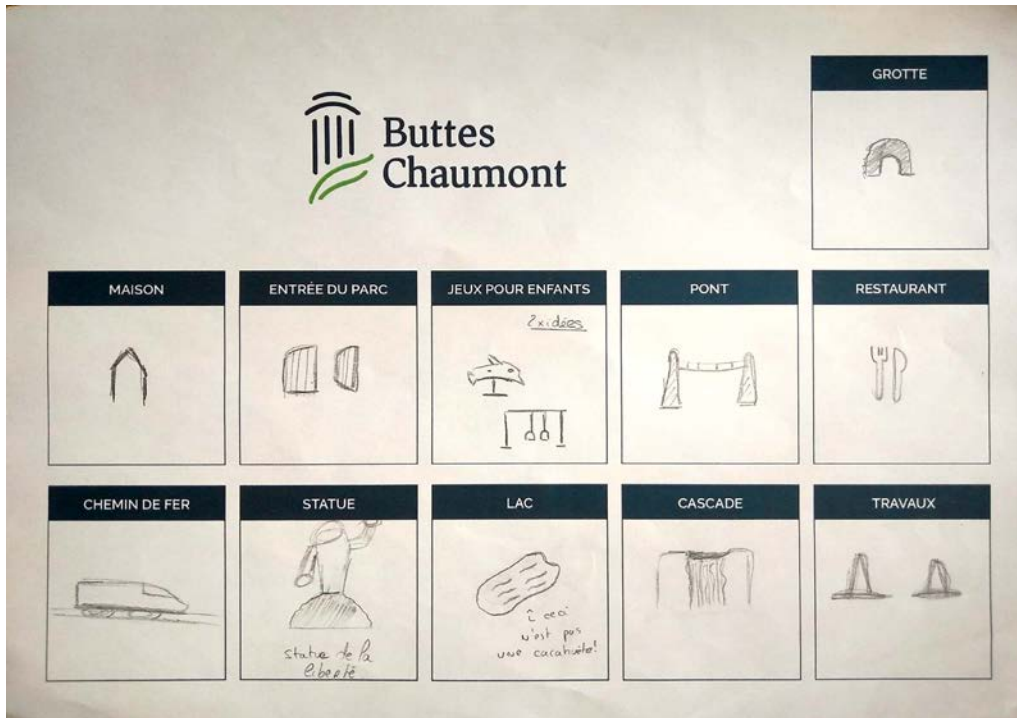 GROTTE
Buttes
Chaumont
MAISON
ENTRÉE DU PARC
JEUX POUR ENFANTS
PONT
RESTAURANT
2 x idées
CHEMIN DE FER
STATUE
LAC
CASCADE
TRAVAUX
ceci
n'est pas
une cacahuète!
statue de la
liberté